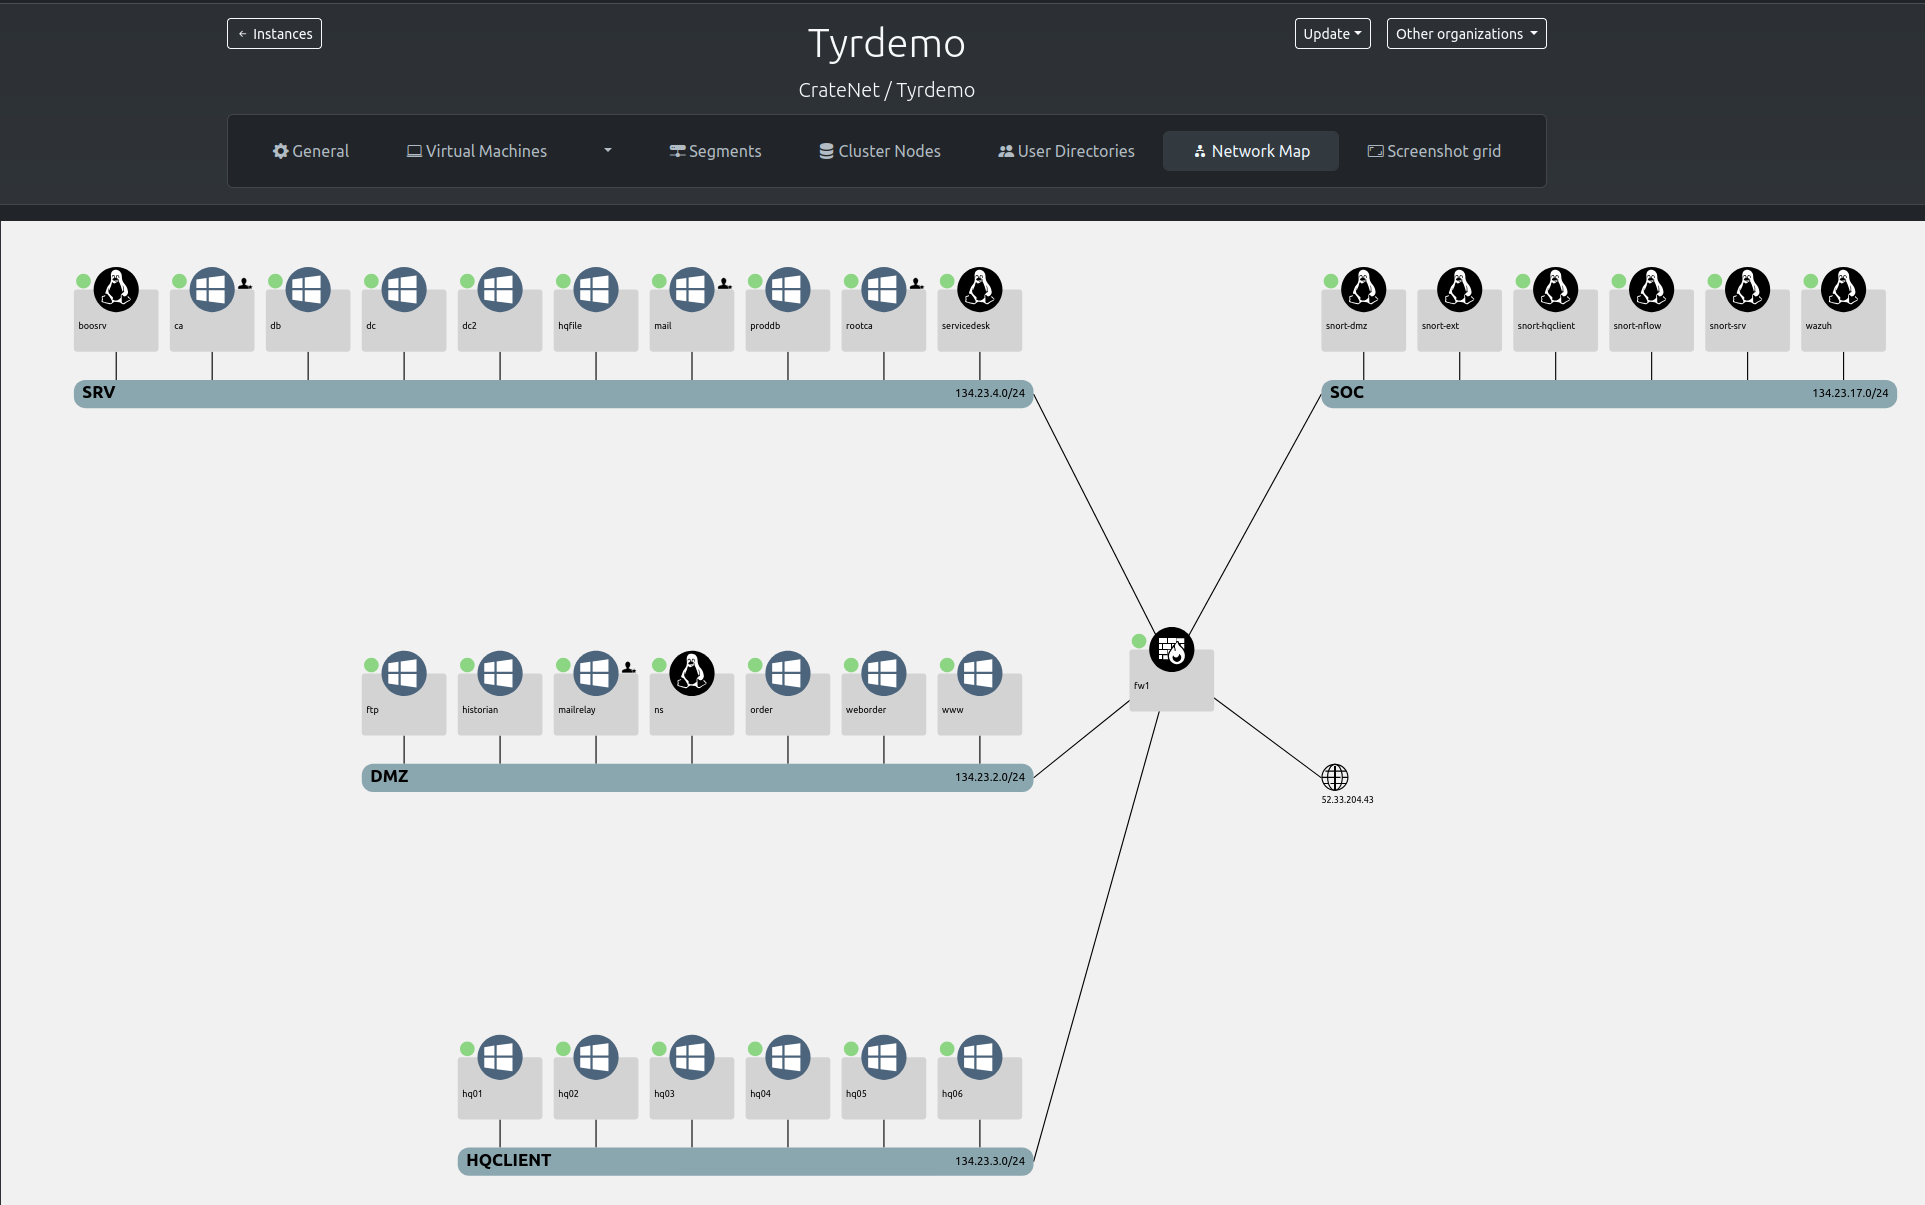 ← Instances
Tyrdemo
Update
Other organizations
CrateNet / Tyrdemo
General
Virtual Machines
Segments
Cluster Nodes
User Directories
Network Map
Screenshot grid
boosrv
ca
db
dc
dc2
hqfile
mail
proddb
rootca
servicedesk
SRV
134.23.4.0/24
snort-dmz
snort-ext
snort-hqclient
snort-nflow
snort-srv
wazuh
SOC
134.23.17.0/24
fw1
ftp
historian
mailrelay
ns
order
weborder
www
DMZ
134.23.2.0/24
52.33.204.43
hq01
hq02
hq03
hq04
hq05
hq06
HQCLIENT
134.23.3.0/24